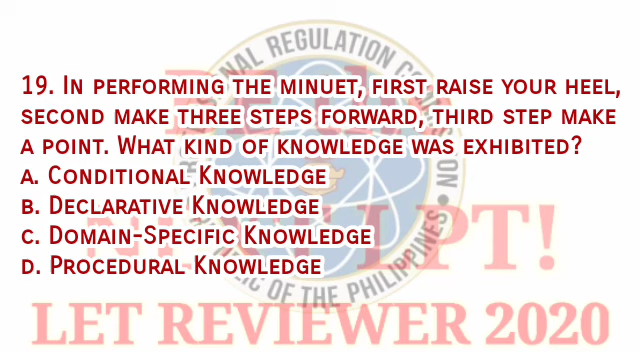 19. In performing the minuet, first raise your heel,
second make three steps forward, third step make
a point. What kind of knowledge was exhibited?
a. Conditional Knowledge
b. Declarative Knowledge
c. Domain-Specific Knowledge
d. Procedural Knowledge
LPT!
LET REVIEWER 2020